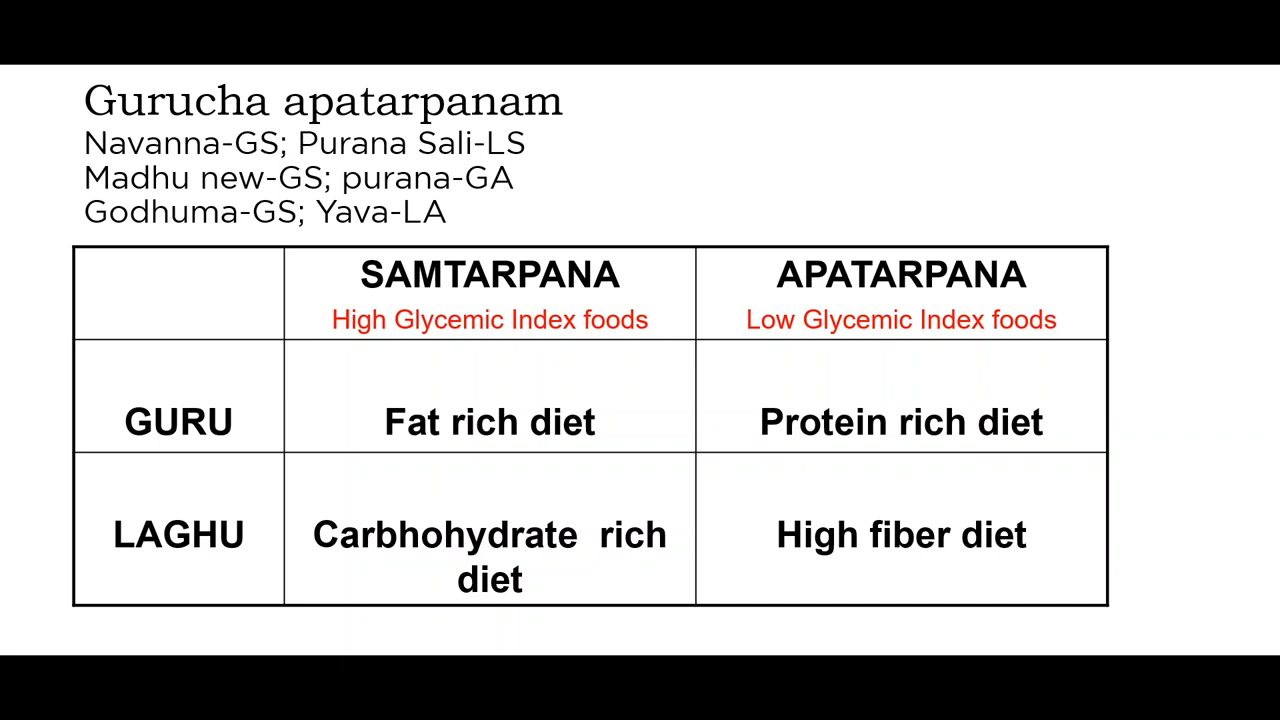 Gurucha apatarpanam
Navanna-GS; Purana Sali-LS
Madhu new-GS; purana-GA
Godhuma-GS; Yava-LA
SAMTARPANA
High Glycemic Index foods
APATARPANA
Low Glycemic Index foods
GURU
Fat rich diet
Protein rich diet
LAGHU
Carbhohydrate rich
diet
High fiber diet